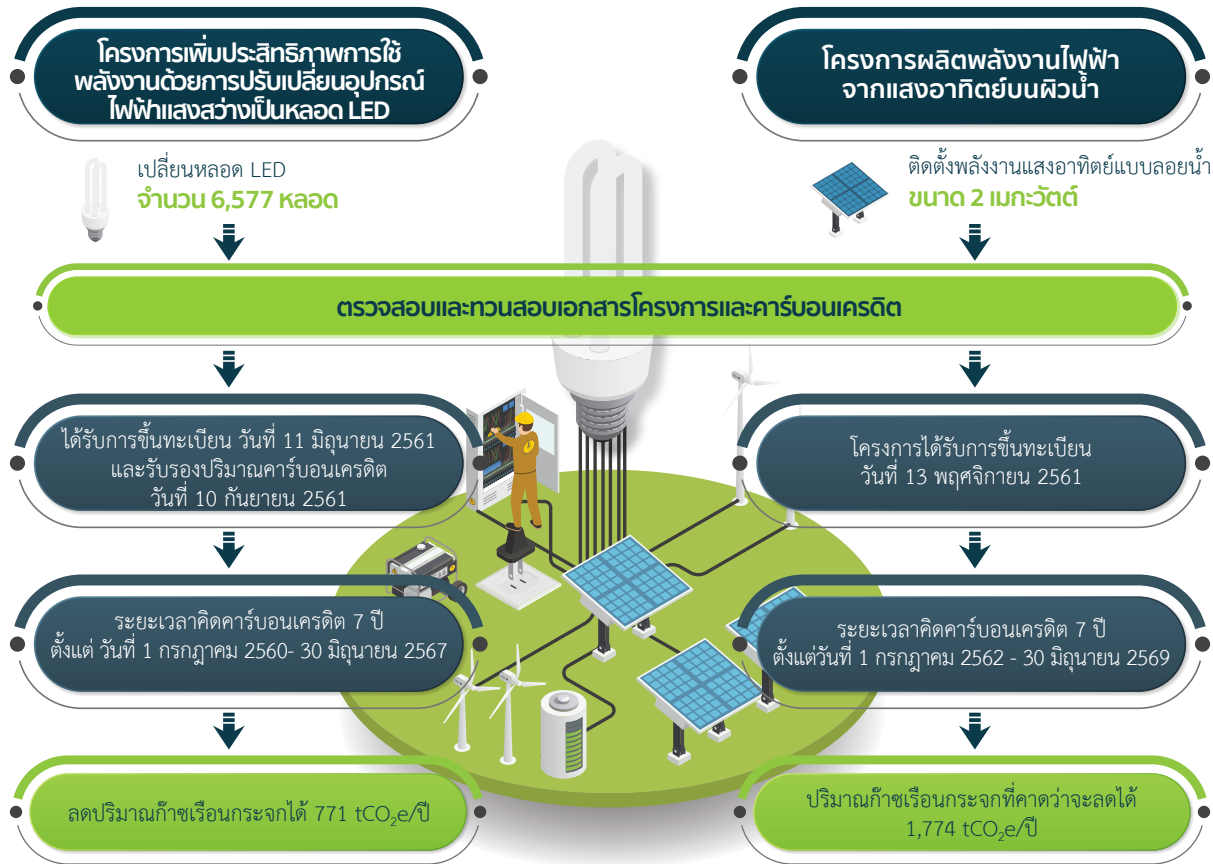 โครงการเพิ่มประสิทธิภาพการใช้
พลังงานด้วยการปรับเปลี่ยนอุปกรณ์
ไฟฟ้าแสงสว่างเป็นหลอด LED
เปลี่ยนหลอด LED
จำนวน 6,577 หลอด
โครงการผลิตพลังงานไฟฟ้า
จากแสงอาทิตย์บนผิวน้ำ
ติดตั้งพลังงานแสงอาทิตย์แบบลอยน้ำ
ขนาด 2 เมกะวัตต์
ตรวจสอบและทวนสอบเอกสารโครงการและคาร์บอนเครดิต
ได้รับการขึ้นทะเบียน วันที่ 11 มิถุนายน 2561
และรับรองปริมาณคาร์บอนเครดิต
วันที่ 10 กันยายน 2561
โครงการได้รับการขึ้นทะเบียน
วันที่ 13 พฤศจิกายน 2561
ระยะเวลาคิดคาร์บอนเครดิต 7 ปี
ตั้งแต่ วันที่ 1 กรกฎาคม 2560- 30 มิถุนายน 2567
ระยะเวลาคิดคาร์บอนเครดิต 7 ปี
ตั้งแต่วันที่ 1 กรกฎาคม 2562 - 30 มิถุนายน 2569
ลดปริมาณก๊าซเรือนกระจกได้ 771 tCO₂e/ปี
ปริมาณก๊าซเรือนกระจกที่คาดว่าจะลดได้
1,774 tCO₂e/ปี